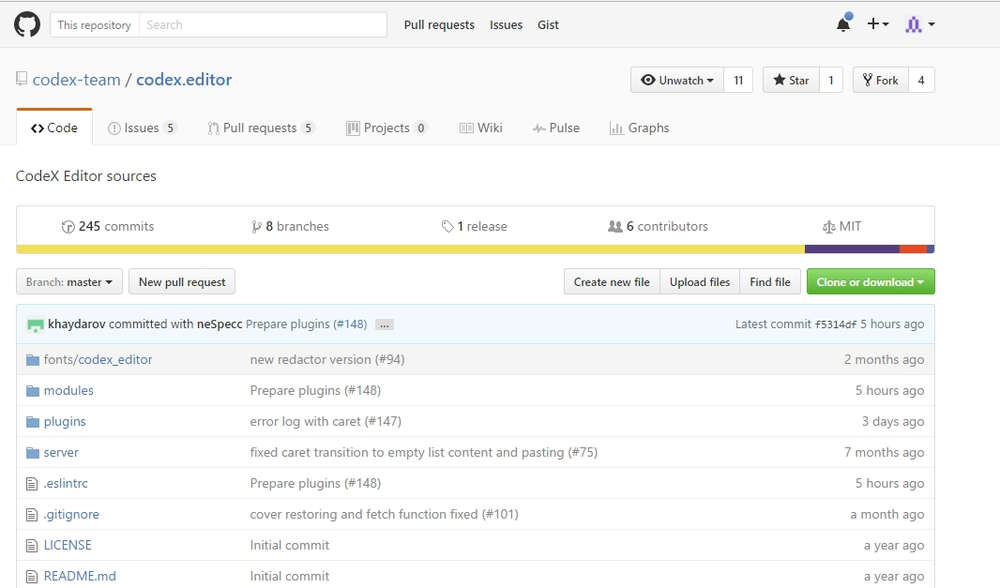 This repository Search Pull requests Issues Gist
codex-team / codex.editor Unwatch 11 Star 1 Fork 4
Code Issues 5 Pull requests 5 Projects 0 Wiki Pulse Graphs
CodeX Editor sources
245 commits 8 branches 1 release 6 contributors MIT
Branch: master New pull request Create new file Upload files Find file Clone or download
khaydarov committed with neSpecc Prepare plugins (#148) ... Latest commit f5314df 5 hours ago
fonts/codex_editor new redactor version (#94) 2 months ago
modules Prepare plugins (#148) 5 hours ago
plugins error log with caret (#147) 3 days ago
server fixed caret transition to empty list content and pasting (#75) 7 months ago
.eslintrc Prepare plugins (#148) 5 hours ago
.gitignore cover restoring and fetch function fixed (#101) a month ago
LICENSE Initial commit a year ago
README.md Initial commit a year ago